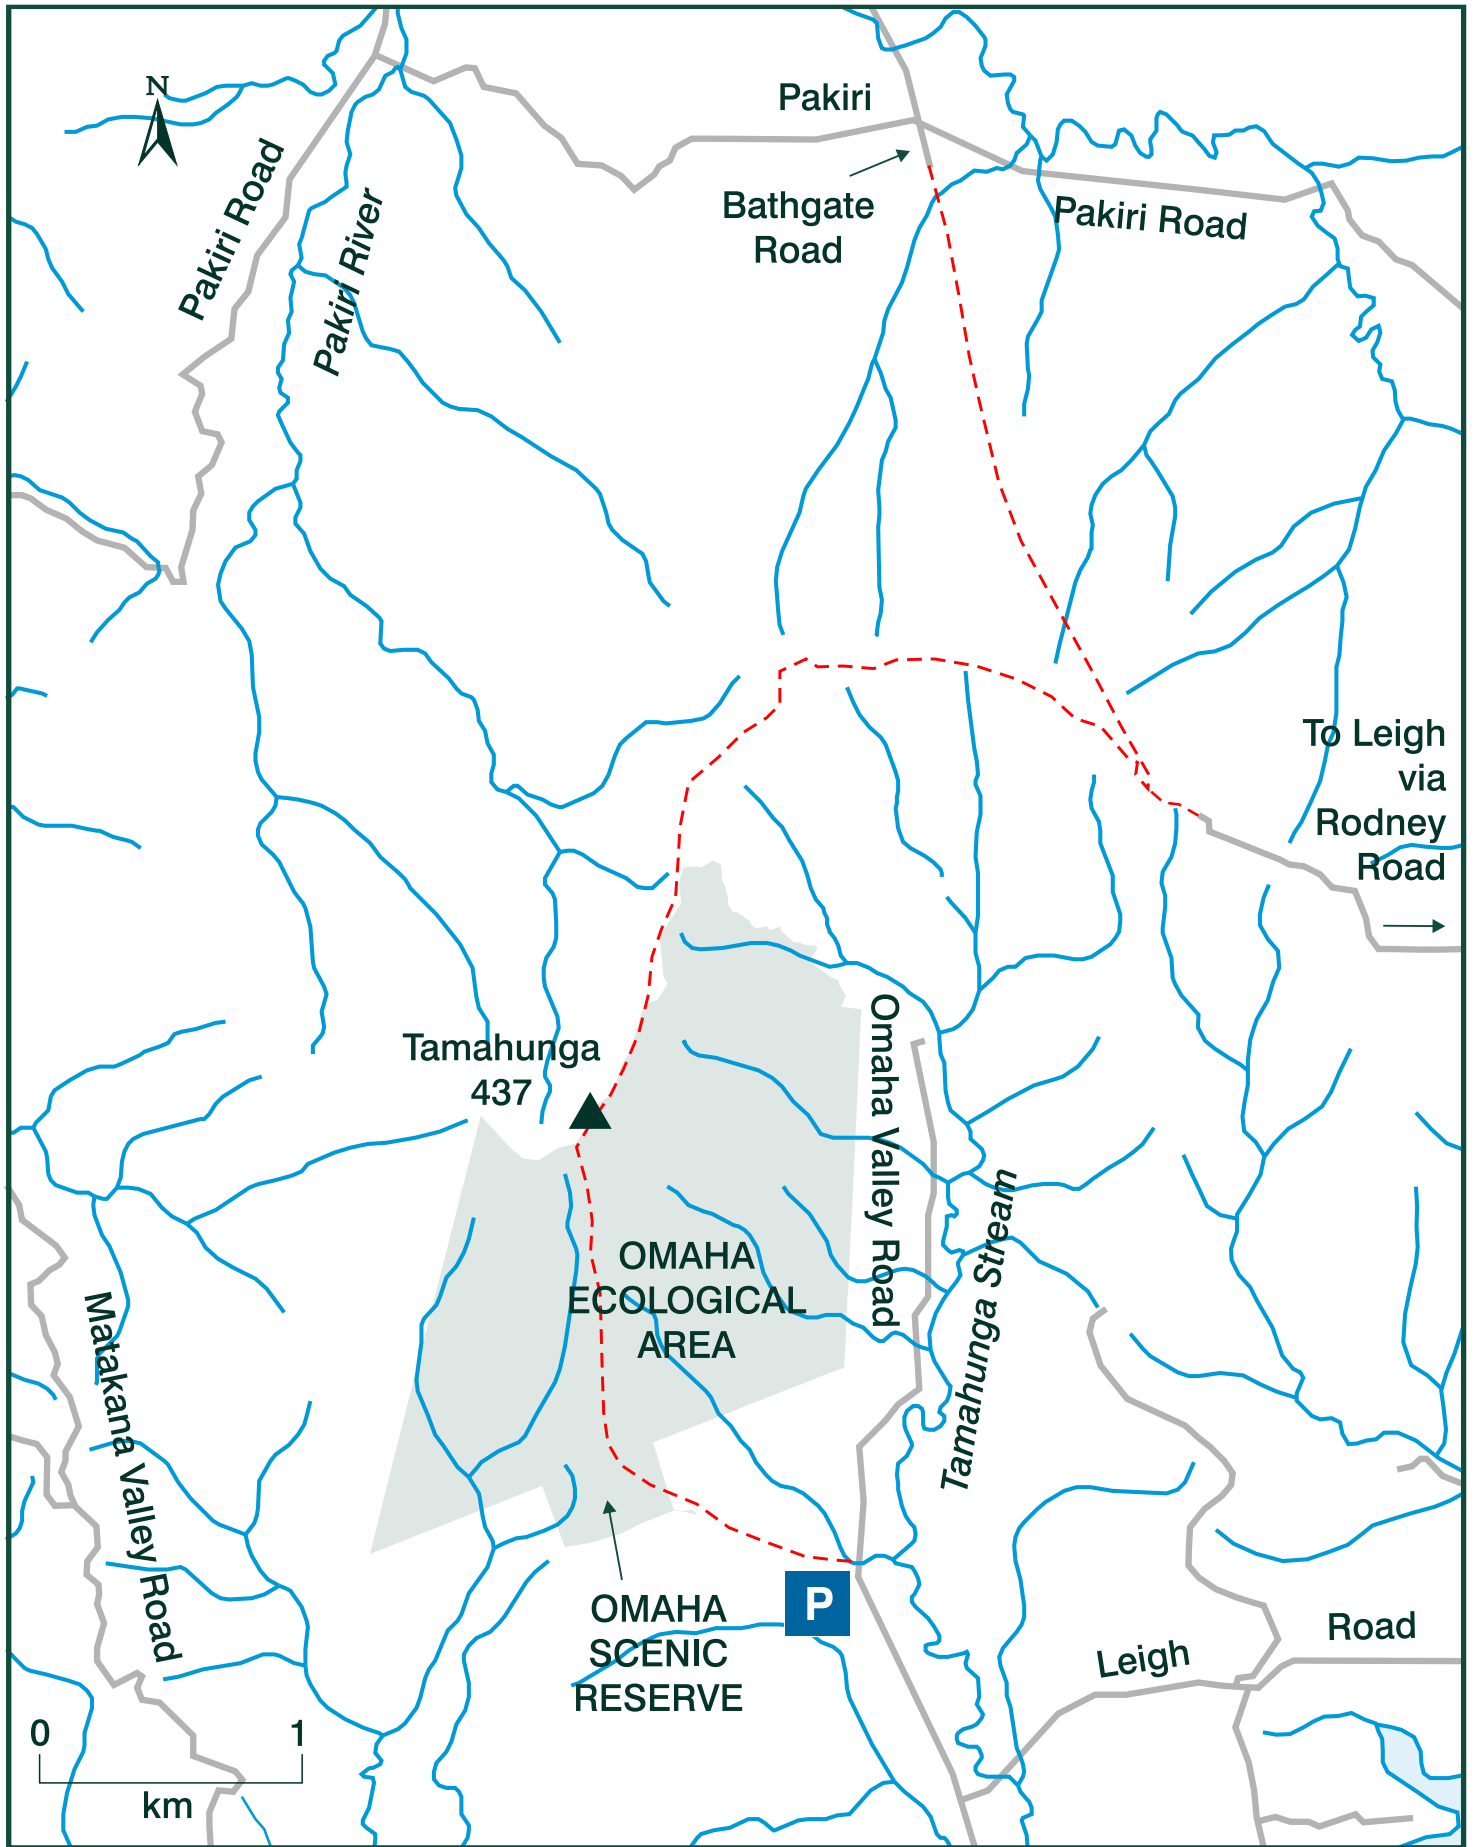 N
Pakiri
Pakiri Road
Pakiri River
Bathgate
Road
Pakiri Road
To Leigh
via
Rodney
Road
Tamahunga
437
Omaha Valley Road
Tamahunga Stream
OMAHA
ECOLOGICAL
AREA
Matakana Valley Road
P
OMAHA
SCENIC
RESERVE
Leigh
Road
0
1
km